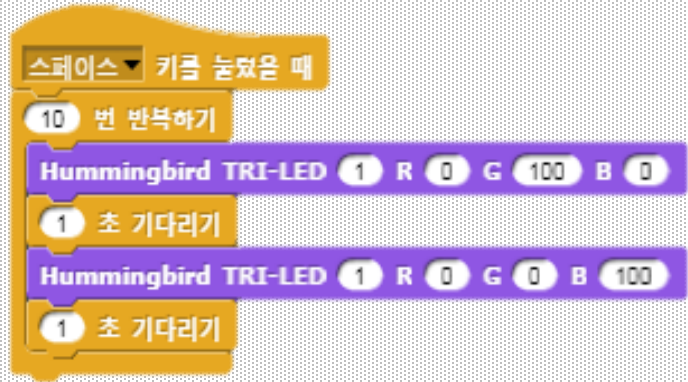 스페이스 키를 눌렀을 때
10 번 반복하기
Hummingbird TRI-LED 1 R 0 G 100 B 0
1 초 기다리기
Hummingbird TRI-LED 1 R 0 G 0 B 100
1 초 기다리기